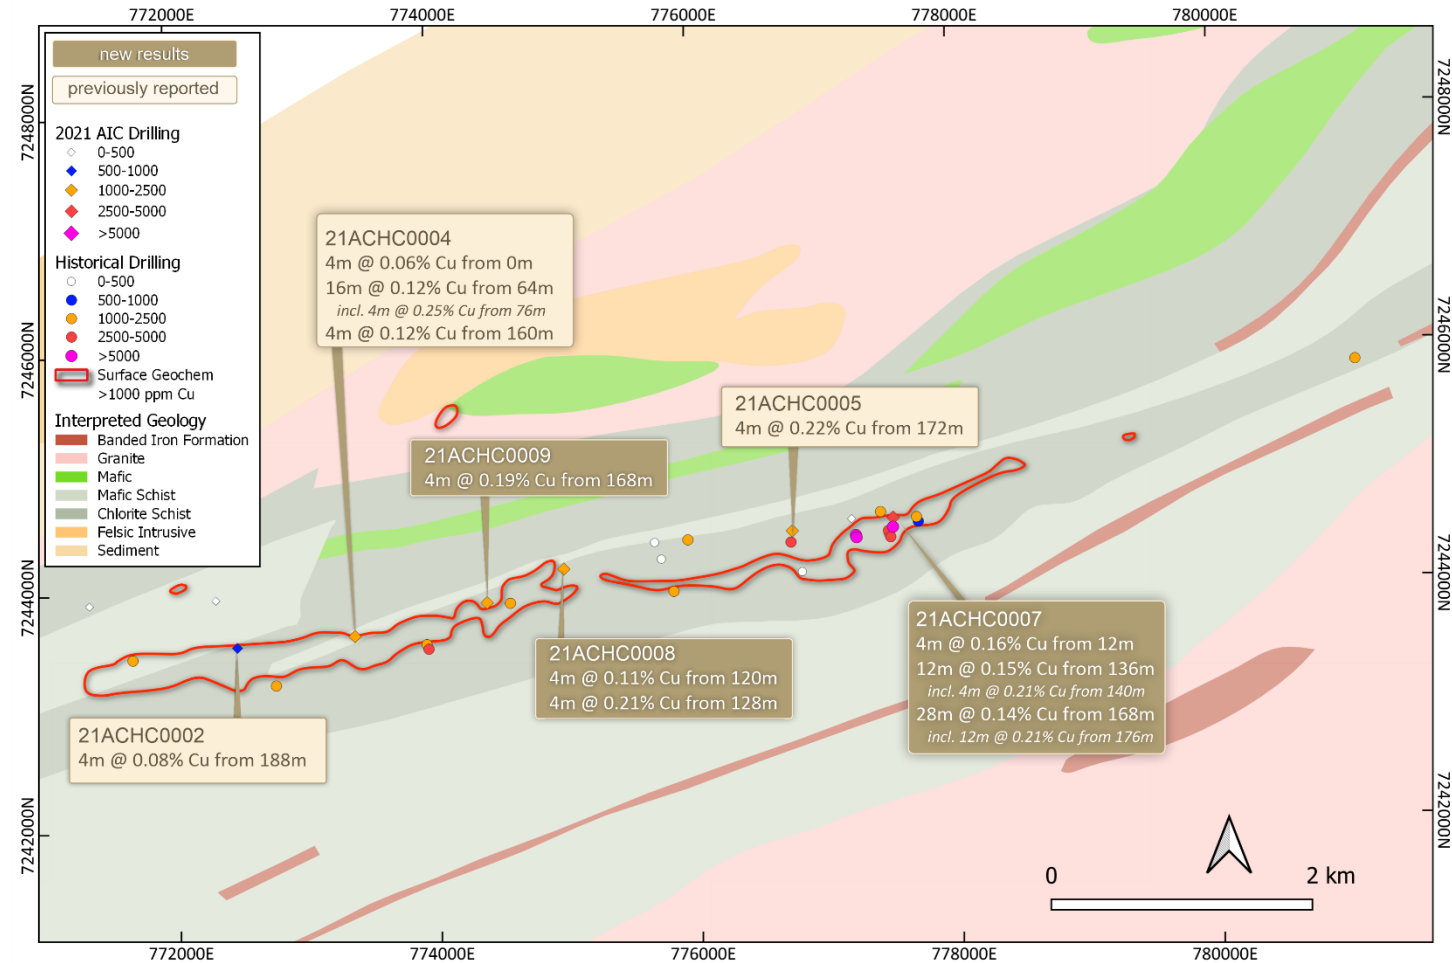 772000E
774000E
776000E
778000E
780000E
new results
previously reported
2021 AIC Drilling
0-500
500-1000
1000-2500
2500-5000
>5000
Historical Drilling
0-500
500-1000
1000-2500
2500-5000
>5000
Surface Geochem
>1000 ppm Cu
Interpreted Geology
Banded Iron Formation
Granite
Mafic
Mafic Schist
Chlorite Schist
Felsic Intrusive
Sediment
7248000N
7246000N
7244000N
7242000N
21ACHC0004
4m @ 0.06% Cu from 0m
16m @ 0.12% Cu from 64m
incl. 4m @ 0.25% Cu from 76m
4m @ 0.12% Cu from 160m
21ACHC0005
4m @ 0.22% Cu from 172m
21ACHC0009
4m @ 0.19% Cu from 168m
21ACHC0007
4m @ 0.16% Cu from 12m
12m @ 0.15% Cu from 136m
incl. 4m @ 0.21% Cu from 140m
28m @ 0.14% Cu from 168m
incl. 12m @ 0.21% Cu from 176m
21ACHC0008
4m @ 0.11% Cu from 120m
4m @ 0.21% Cu from 128m
21ACHC0002
4m @ 0.08% Cu from 188m
7248000N
7246000N
7244000N
7242000N
0 2 km
772000E
774000E
776000E
778000E
780000E